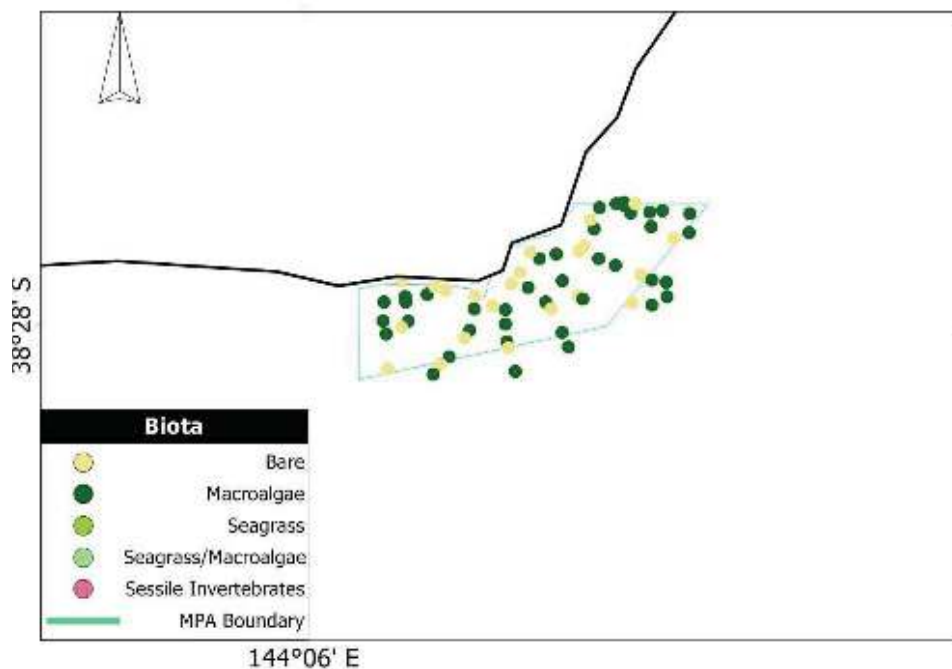 38°28' S
Biota
Bare
Macroalgae
Seagrass
Seagrass/Macroalgae
Sessile Invertebrates
MPA Boundary
144°06' E